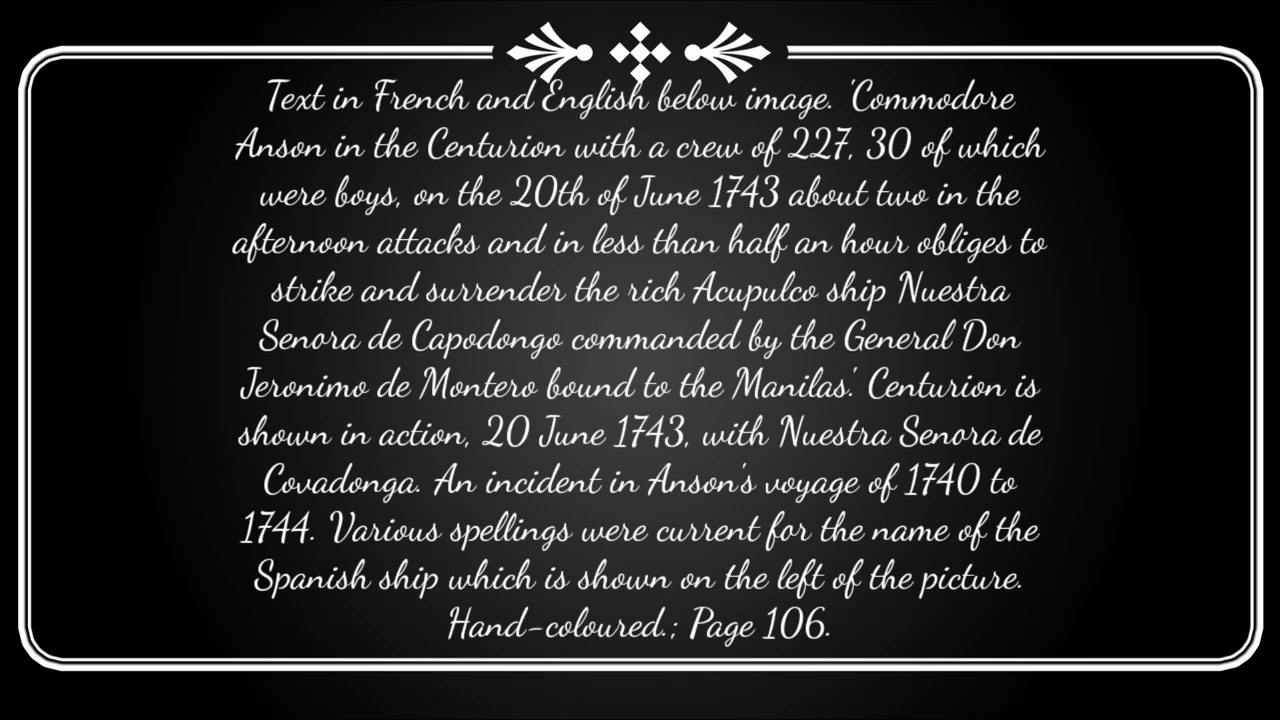 Text in French and English below image. 'Commodore
Anson in the Centurion with a crew of 227, 30 of which
were boys, on the 20th of June 1743 about two in the
afternoon attacks and in less than half an hour obliges to
strike and surrender the rich Acupulco ship Nuestra
Senora de Capodongo commanded by the General Don
Jeronimo de Montero bound to the Manilas.' Centurion is
shown in action, 20 June 1743, with Nuestra Senora de
Covadonga. An incident in Anson's voyage of 1740 to
1744. Various spellings were current for the name of the
Spanish ship which is shown on the left of the picture.
Hand-coloured.; Page 106.